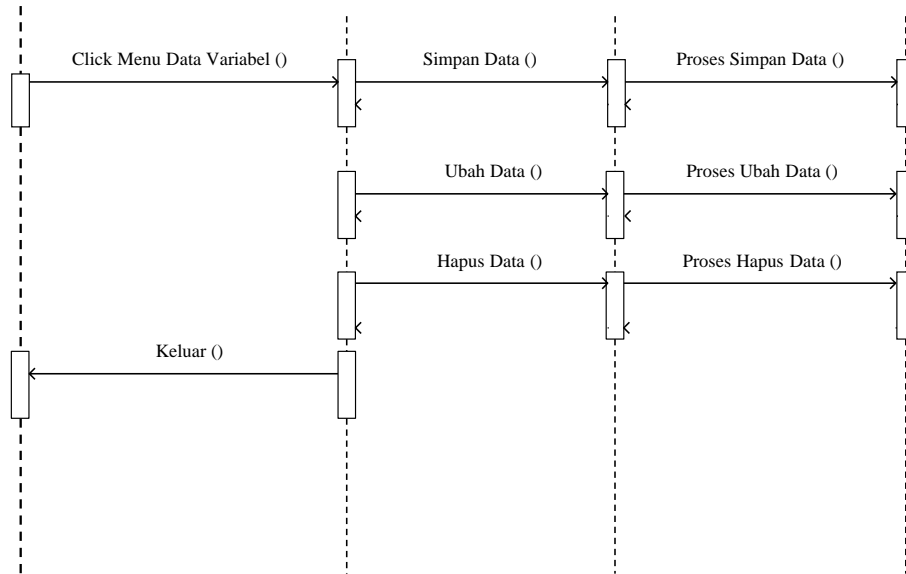 Click Menu Data Variabel ()
Simpan Data ()
Proses Simpan Data ()
Ubah Data ()
Proses Ubah Data ()
Hapus Data ()
Proses Hapus Data ()
Keluar ()